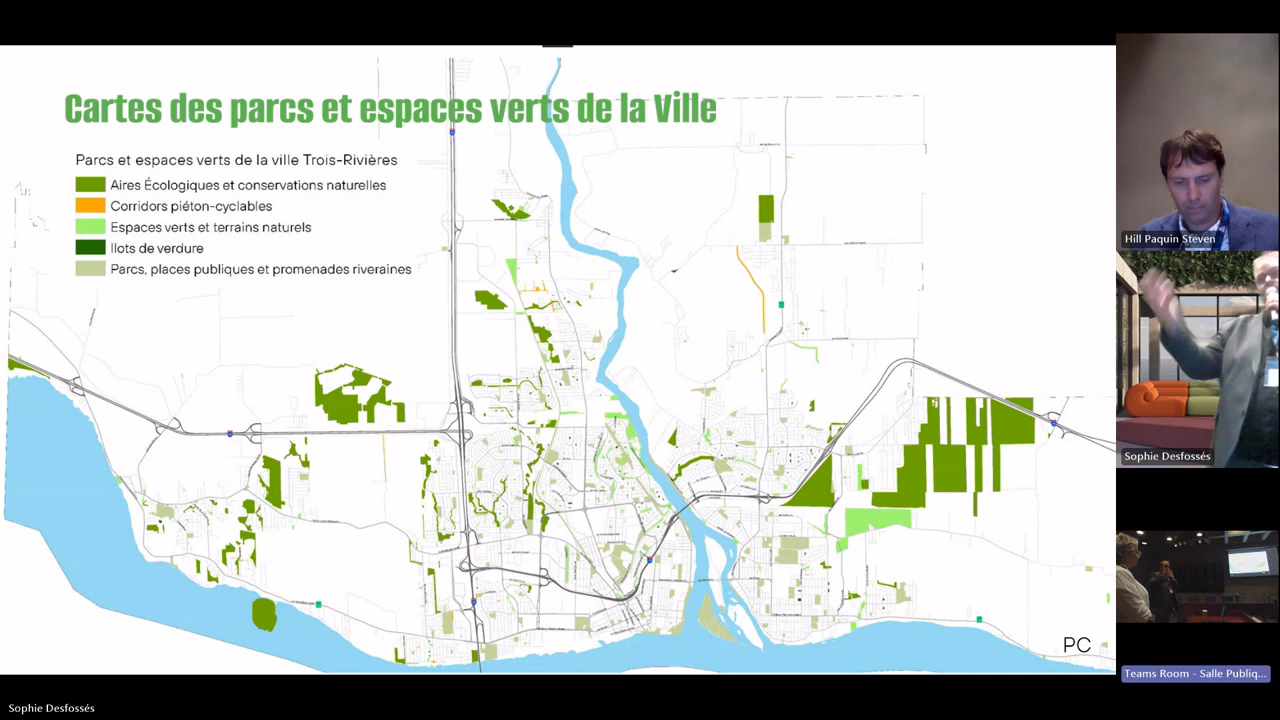 Cartes des parcs et espaces verts de la Ville
Parcs et espaces verts de la ville Trois-Rivières
Aires Écologiques et conservations naturelles
Corridors piéton-cyclables
Espaces verts et terrains naturels
Ilots de verdure
Parcs, places publiques et promenades riveraines
PC
Hill Paquin Steven
Sophie Desfossés
Teams Room - Salle Publiq...
Sophie Desfossés